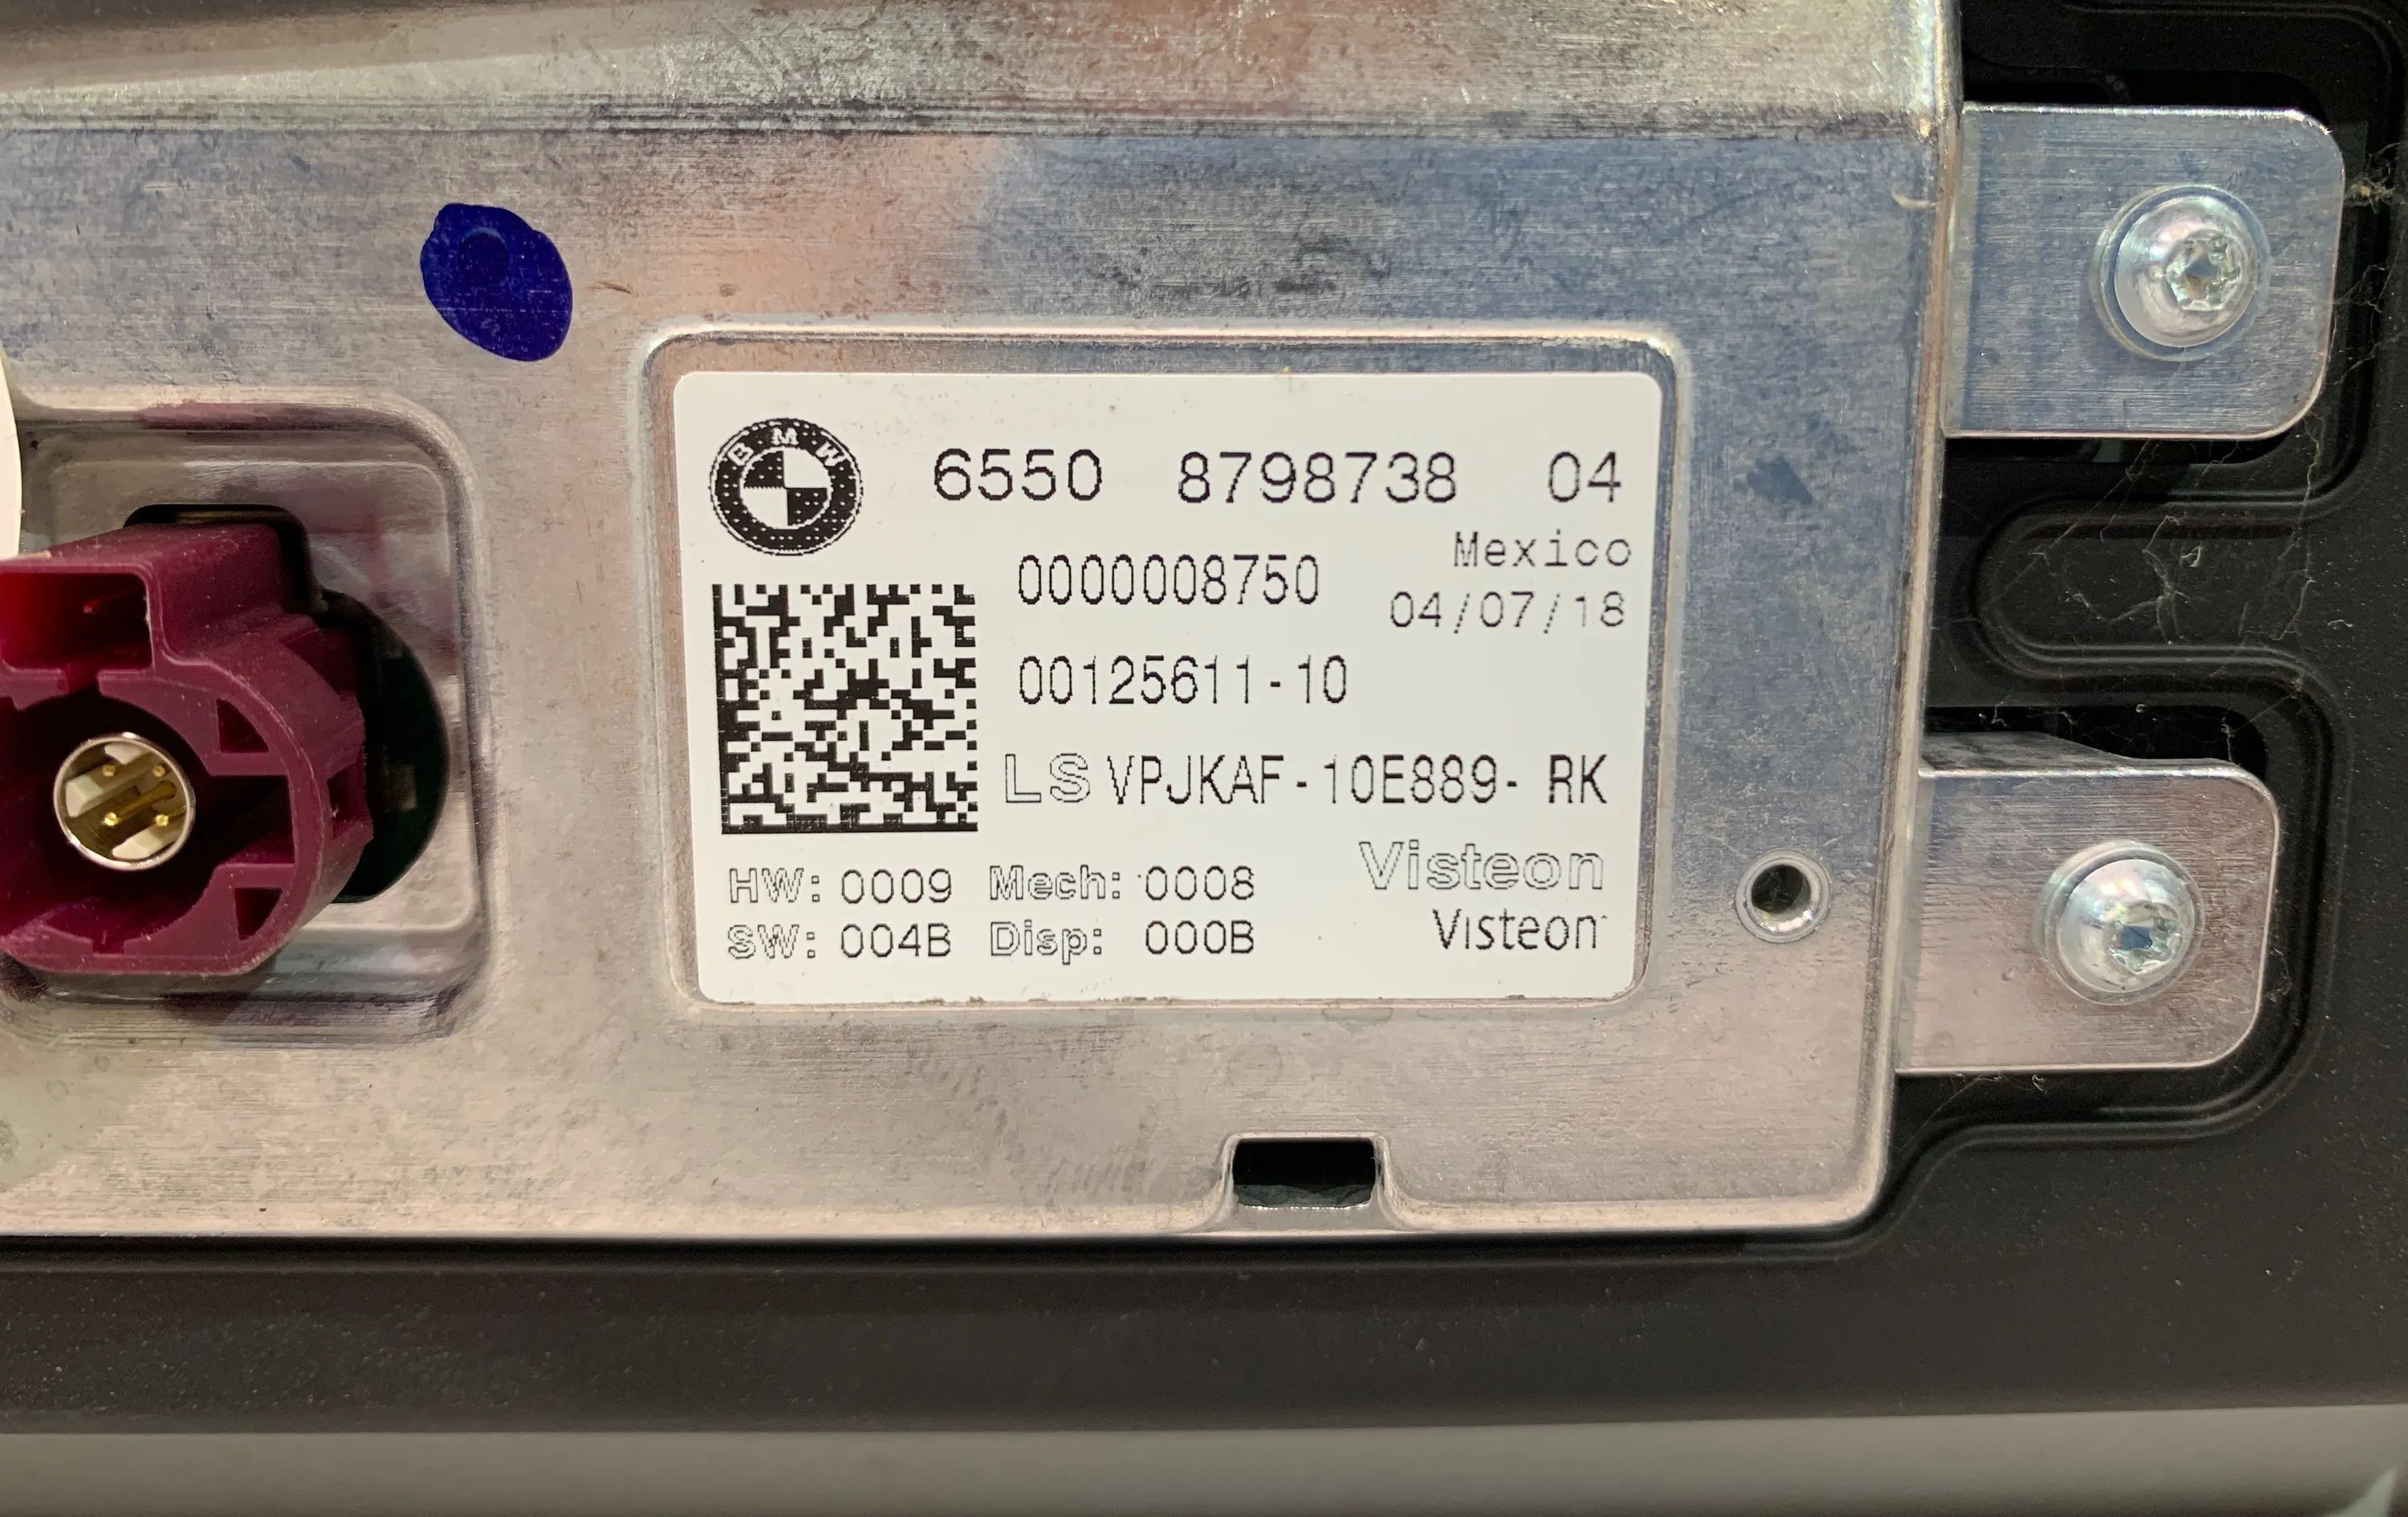 BMW
6550 8798738 04
Mexico
0000008750
04/07/18
00125611-10
LS VPJKAF-10E889-RK
HW: 0009 Mech: 0008
Visteon
SW: 004B Disp: 000B
Visteon